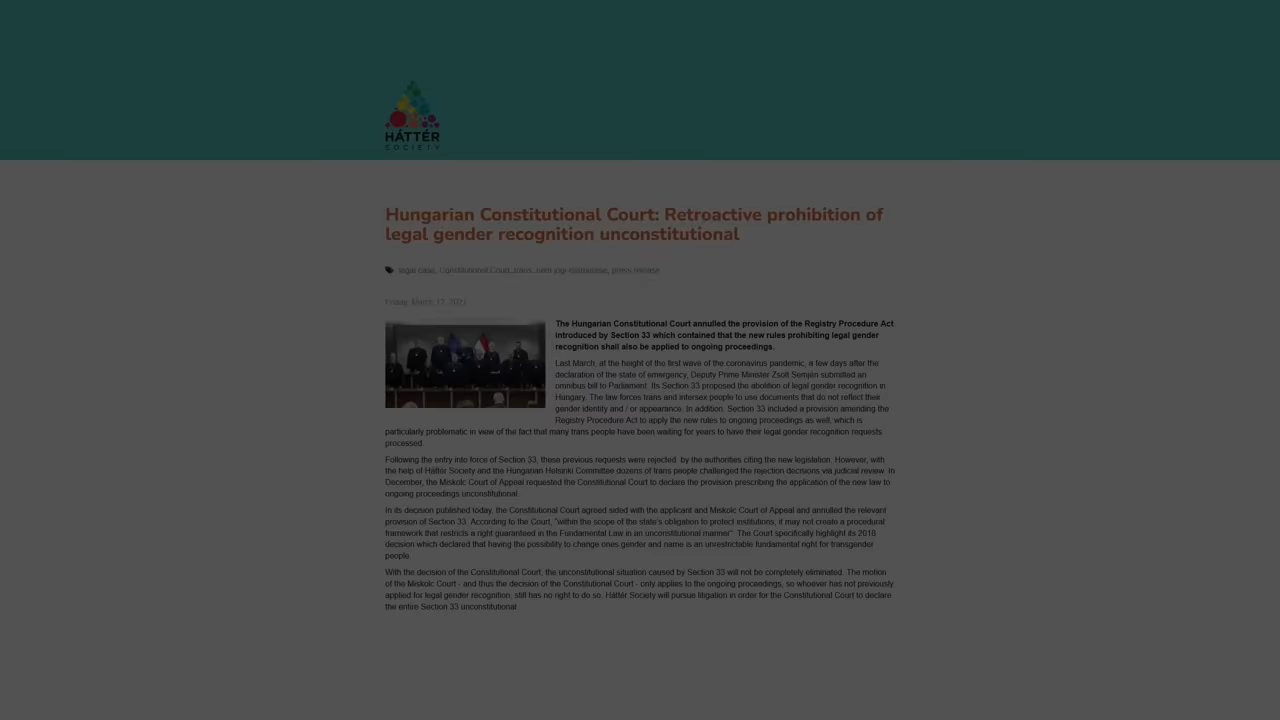 HÁTTÉR
SOCIETY
Hungarian Constitutional Court: Retroactive prohibition of
legal gender recognition unconstitutional
legal case, Constitutional Court, trans, nem jogi elismerése, press release
Friday, March 12, 2021
The Hungarian Constitutional Court annulled the provision of the Registry Procedure Act
introduced by Section 33 which contained that the new rules prohibiting legal gender
recognition shall also be applied to ongoing proceedings.
Last March, at the height of the first wave of the coronavirus pandemic, a few days after the
declaration of the state of emergency, Deputy Prime Minister Zsolt Semjén submitted an
omnibus bill to Parliament. Its Section 33 proposed the abolition of legal gender recognition in
Hungary. The law forces trans and intersex people to use documents that do not reflect their
gender identity and / or appearance. In addition, Section 33 included a provision amending the
Registry Procedure Act to apply the new rules to ongoing proceedings as well, which is
particularly problematic in view of the fact that many trans people have been waiting for years to have their legal gender recognition requests
processed.
Following the entry into force of Section 33, these previous requests were rejected by the authorities citing the new legislation. However, with
the help of Háttér Society and the Hungarian Helsinki Committee dozens of trans people challenged the rejection decisions via judicial review. In
December, the Miskolc Court of Appeal requested the Constitutional Court to declare the provision prescribing the application of the new law to
ongoing proceedings unconstitutional.
In its decision published today, the Constitutional Court agreed sided with the applicant and Miskolc Court of Appeal and annulled the relevant
provision of Section 33. According to the Court, "within the scope of the state's obligation to protect institutions, it may not create a procedural
framework that restricts a right guaranteed in the Fundamental Law in an unconstitutional manner". The Court specifically highlight its 2018
decision which declared that having the possibility to change ones gender and name is an unrestrictable fundamental right for transgender
people.
With the decision of the Constitutional Court, the unconstitutional situation caused by Section 33 will not be completely eliminated. The motion
of the Miskolc Court - and thus the decision of the Constitutional Court - only applies to the ongoing proceedings, so whoever has not previously
applied for legal gender recognition, still has no right to do so. Háttér Society will pursue litigation in order for the Constitutional Court to declare
the entire Section 33 unconstitutional.